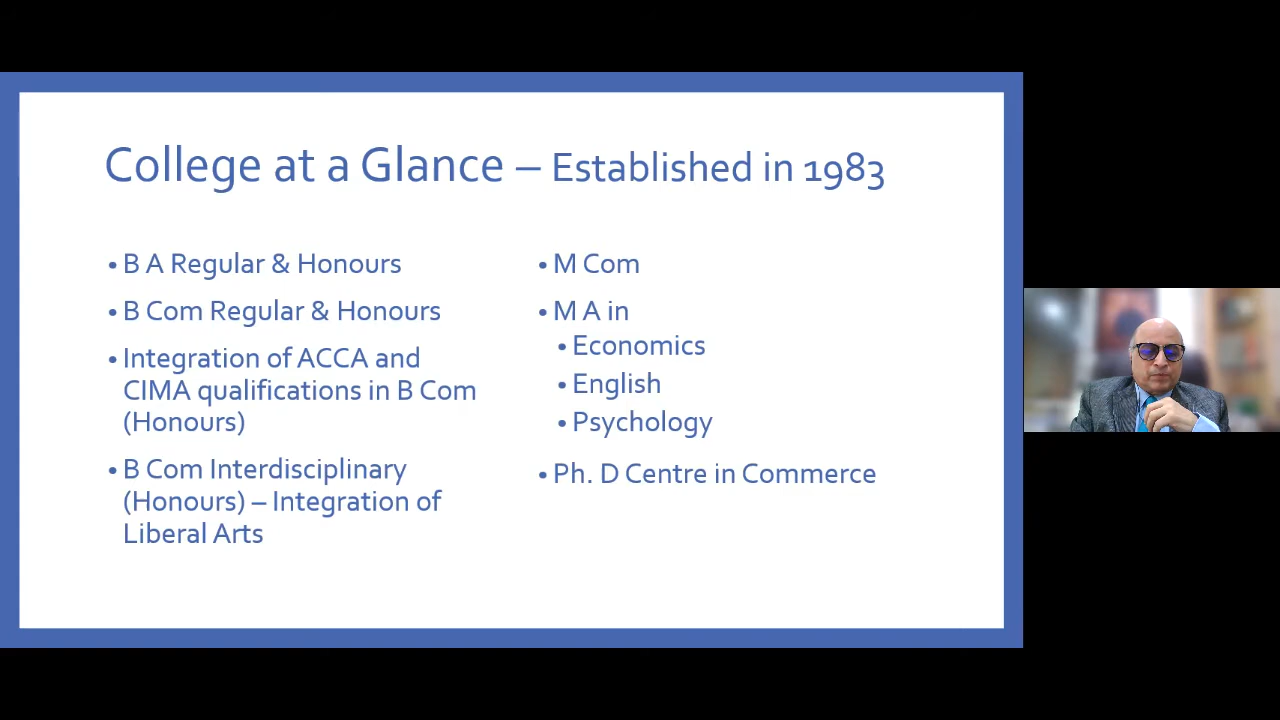 College at a Glance – Established in 1983
• B A Regular & Honours
• B Com Regular & Honours
• Integration of ACCA and
CIMA qualifications in B Com
(Honours)
• B Com Interdisciplinary
(Honours) – Integration of
Liberal Arts
• M Com
• M A in
• Economics
• English
• Psychology
• Ph. D Centre in Commerce